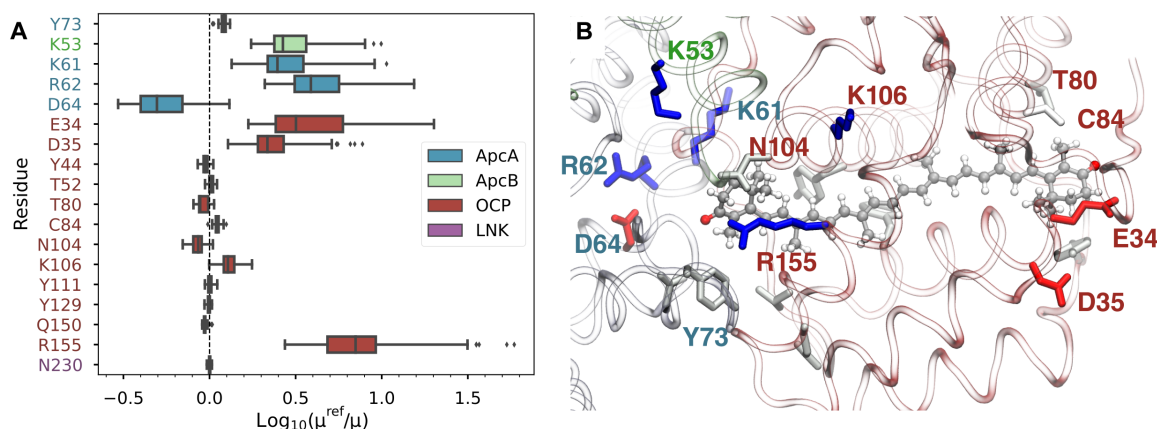 A
Residue
Y73
K53
K61
R62
D64
E34
D35
Y44
T52
T80
C84
N104
K106
Y111
Y129
Q150
R155
N230
ApcA
ApcB
OCP
LNK
−0.5 0.0 0.5 1.0 1.5
Log10(μref/μ)
B
K53
T80
K106
C84
K61
N104
R62
D64
E34
R155
D35
Y73